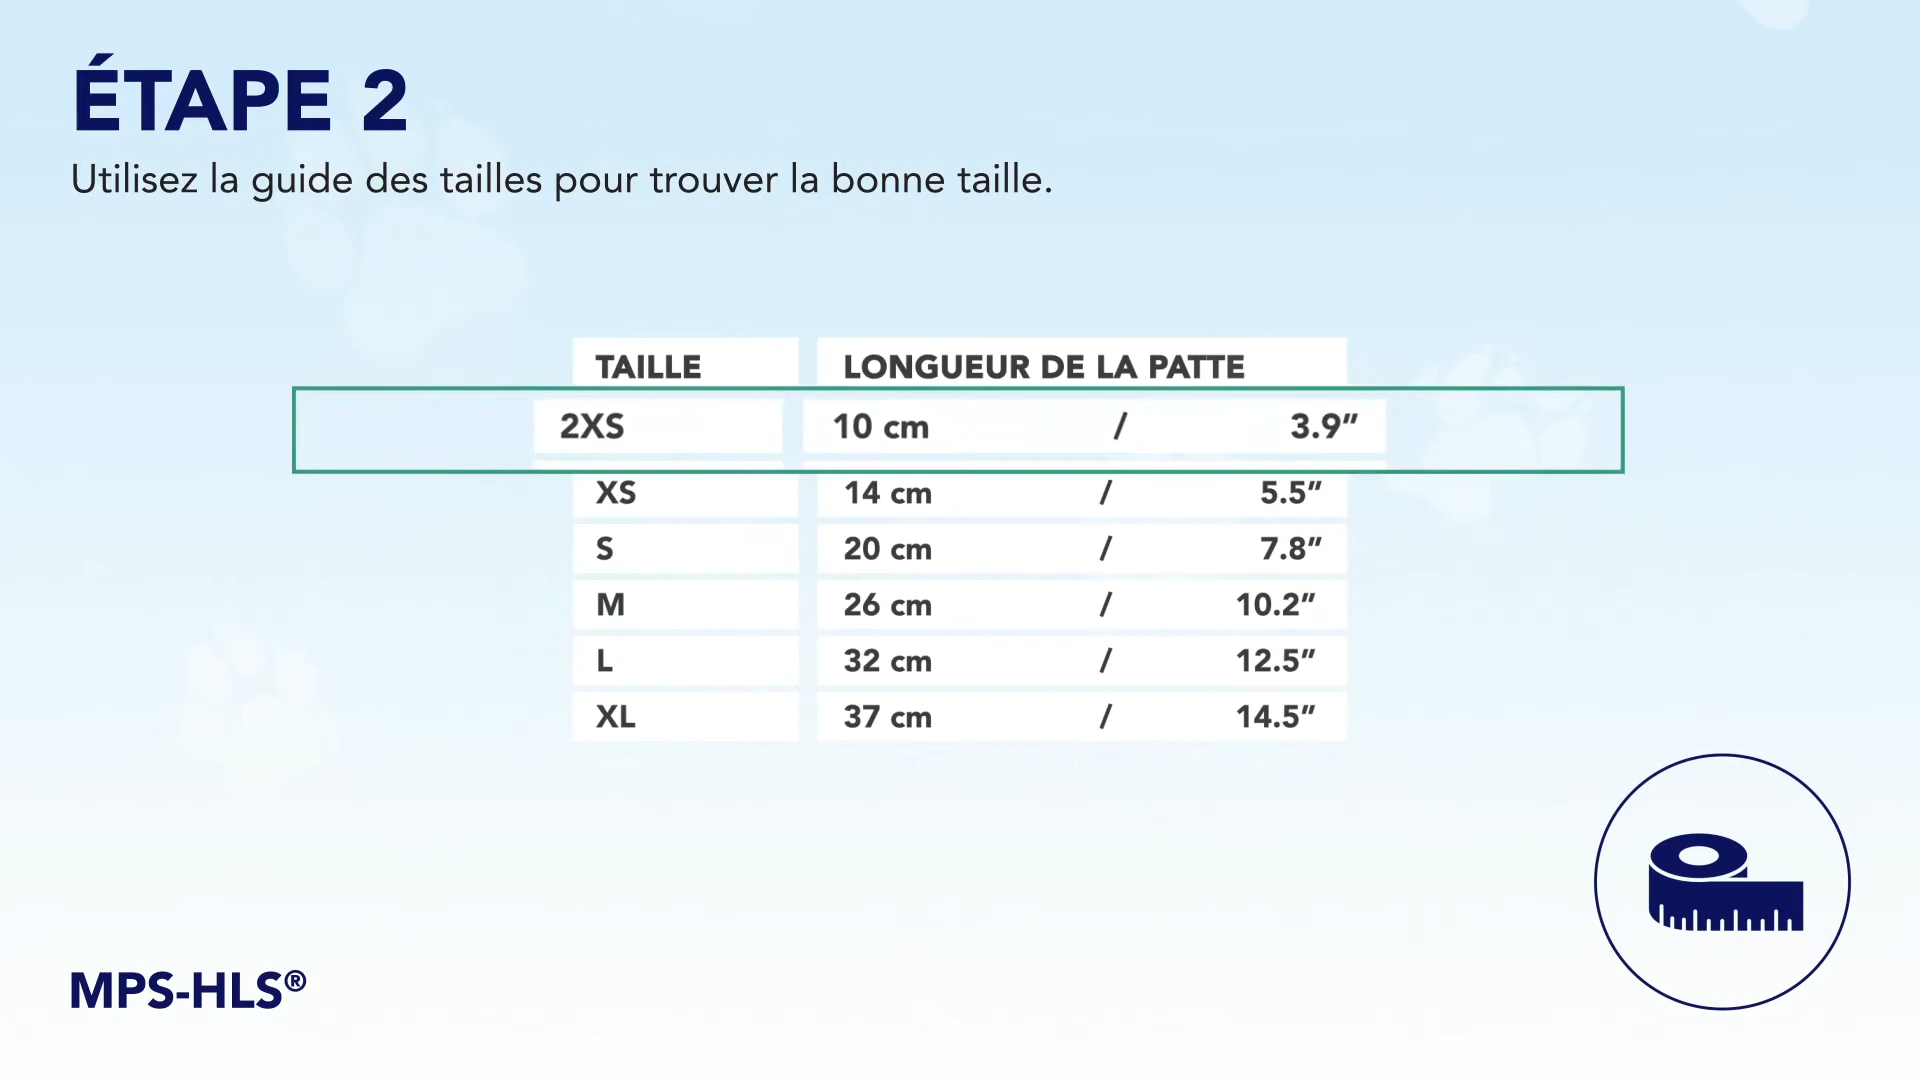 ÉTAPE 2
Utilisez la guide des tailles pour trouver la bonne taille.
TAILLE LONGUEUR DE LA PATTE
2XS 10 cm / 3.9”
XS 14 cm / 5.5”
S 20 cm / 7.8”
M 26 cm / 10.2”
L 32 cm / 12.5”
XL 37 cm / 14.5”
MPS-HLS®